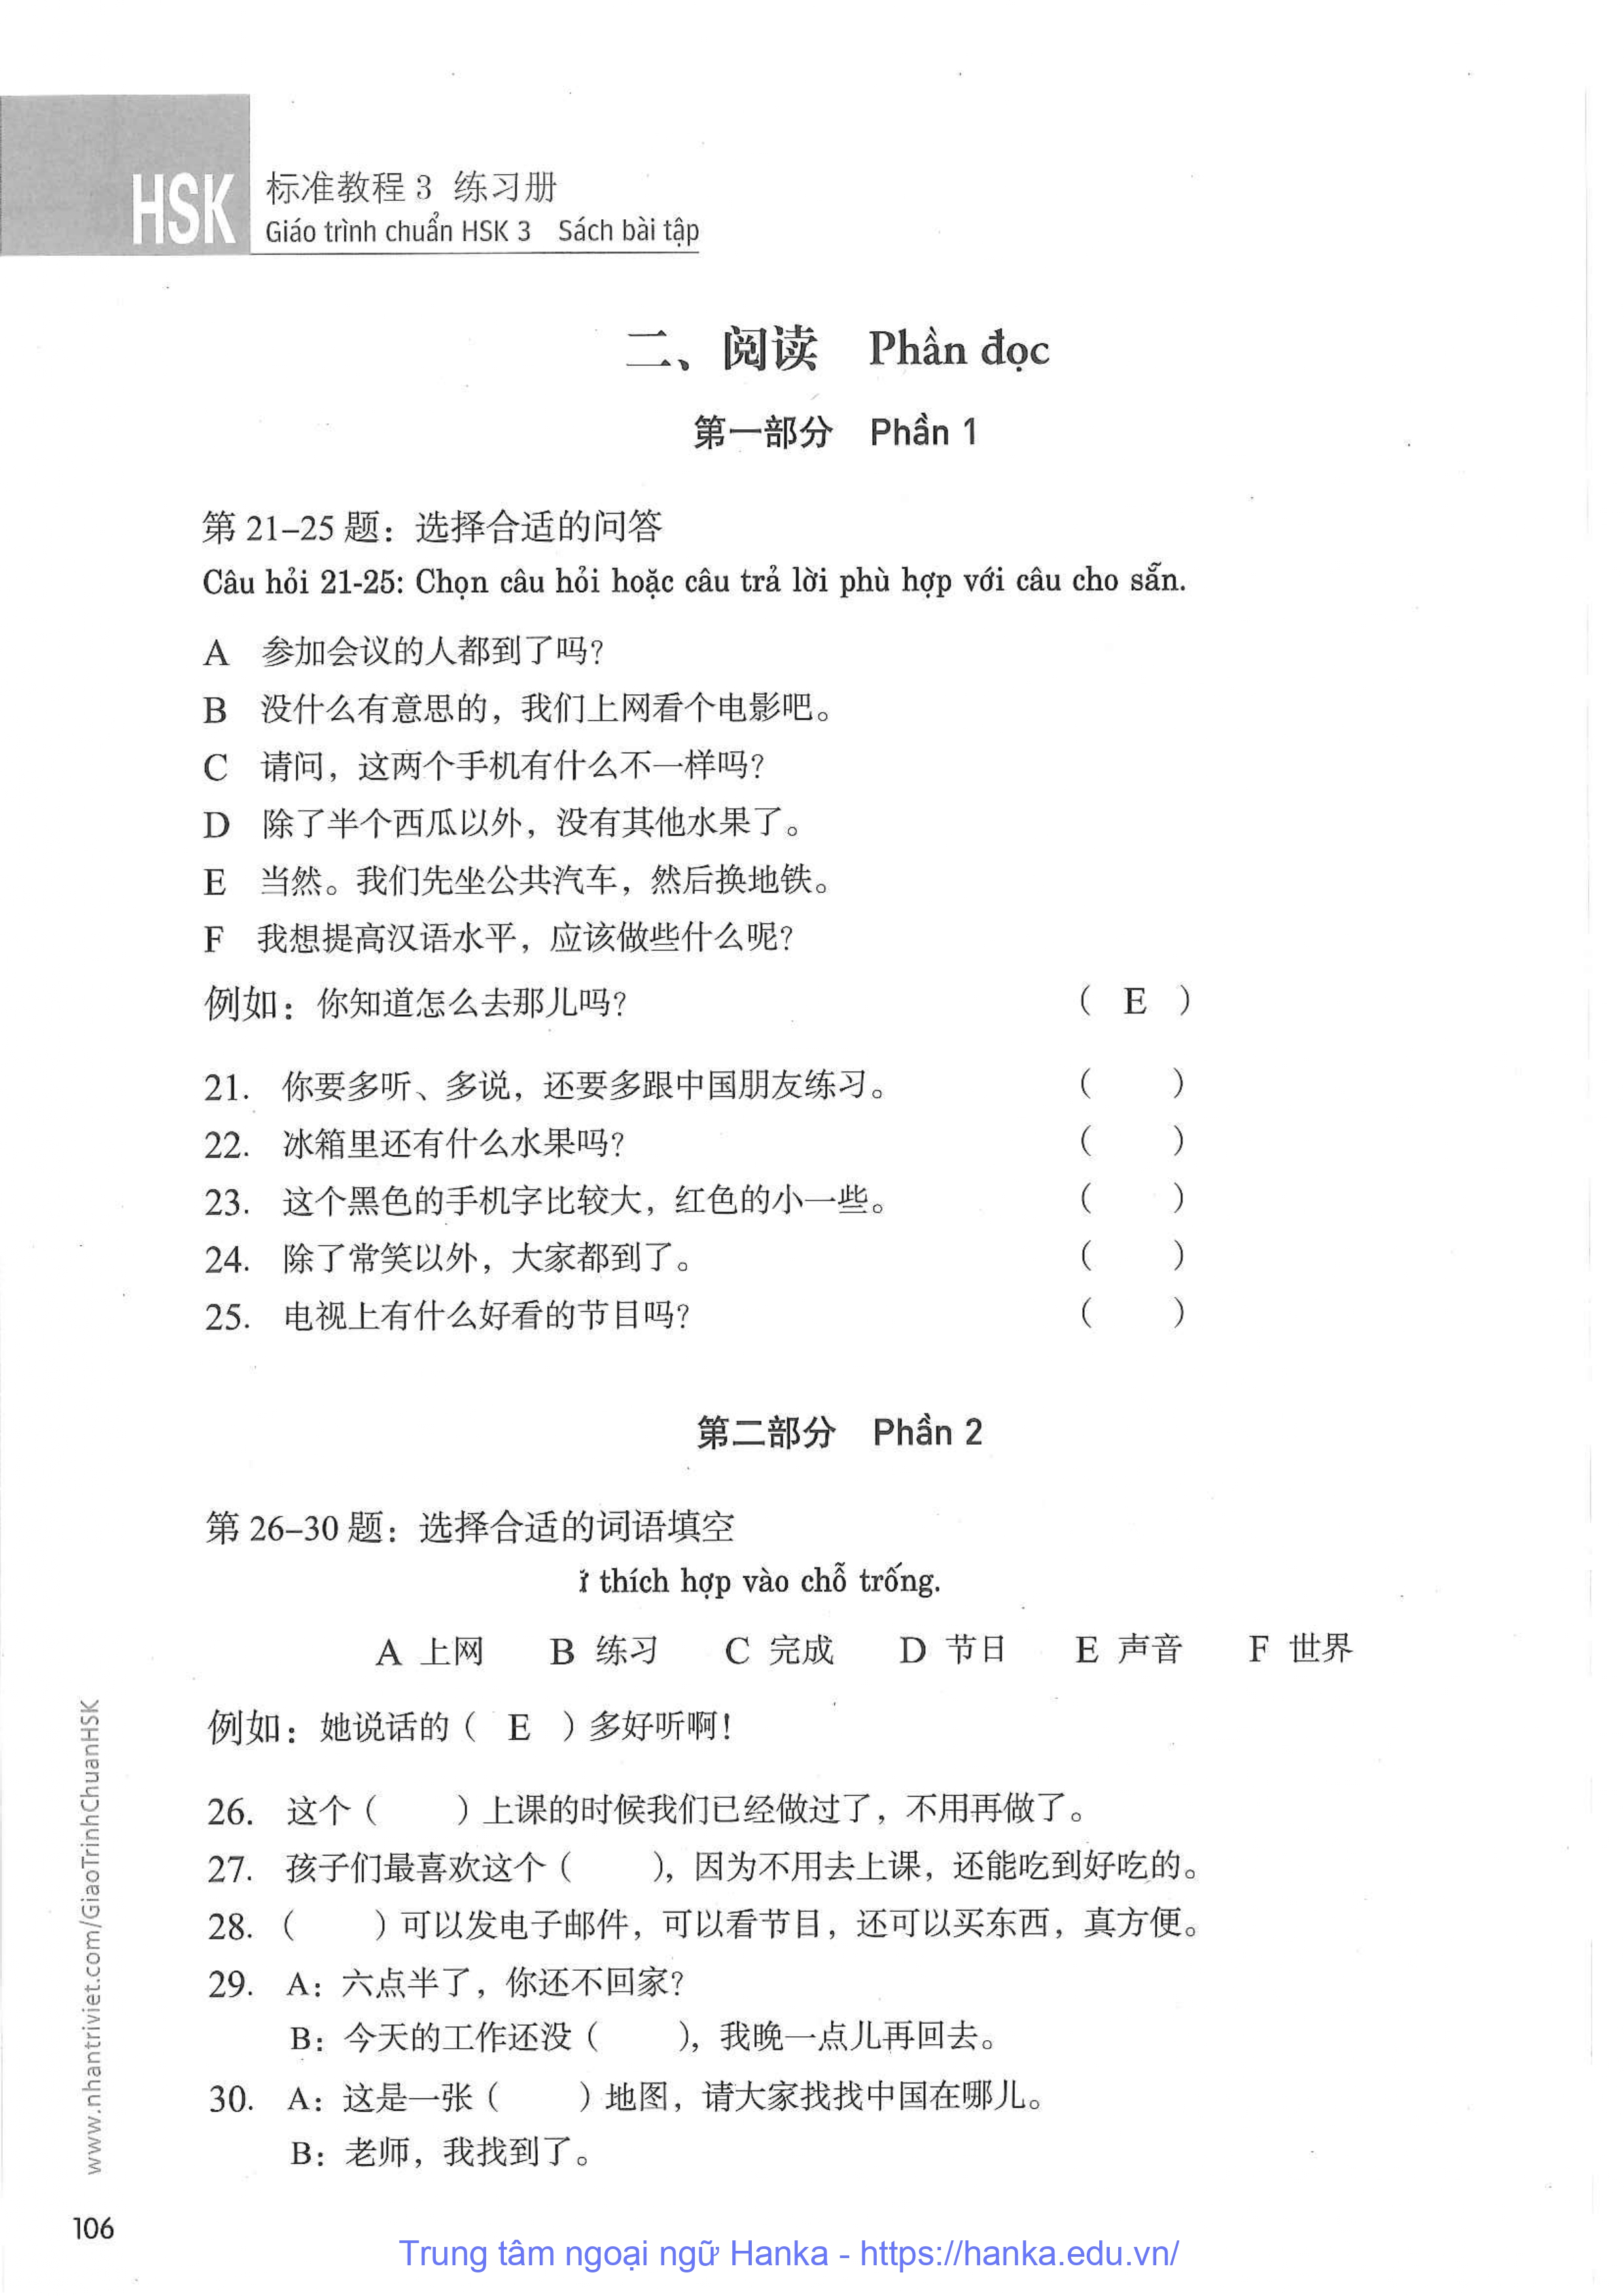 HSK 标准教程 3 练习册
Giáo trình chuẩn HSK 3 Sách bài tập
二、阅读 Phần đọc
第一部分 Phần 1
第 21–25 题：选择合适的问答
Câu hỏi 21-25: Chọn câu hỏi hoặc câu trả lời phù hợp với câu cho sẵn.
A 参加会议的人都到了吗？
B 没什么有意思的，我们上网看个电影吧。
C 请问，这两个手机有什么不一样吗？
D 除了半个西瓜以外，没有其他水果了。
E 当然。我们先坐公共汽车，然后换地铁。
F 我想提高汉语水平，应该做些什么呢？
例如：你知道怎么去那儿吗？ （ E ）
21. 你要多听、多说，还要多跟中国朋友练习。 （ ）
22. 冰箱里还有什么水果吗？ （ ）
23. 这个黑色的手机字比较大，红色的小一些。 （ ）
24. 除了常笑以外，大家都到了。 （ ）
25. 电视上有什么好看的节目吗？ （ ）
第二部分 Phần 2
第 26–30 题：选择合适的词语填空
thích hợp vào chỗ trống.
A 上网 B 练习 C 完成 D 节日 E 声音 F 世界
例如：她说话的（ E ）多好听啊！
26. 这个（ ）上课的时候我们已经做过了，不用再做了。
27. 孩子们最喜欢这个（ ），因为不用去上课，还能吃到好吃的。
28. （ ）可以发电子邮件，可以看节目，还可以买东西，真方便。
29. A：六点半了，你还不回家？
B：今天的工作还没（ ），我晚一点儿再回去。
30. A：这是一张（ ）地图，请大家找找中国在哪儿。
B：老师，我找到了。
www.nhantriviet.com/GiaoTrinhChuanHSK
106
Trung tâm ngoại ngữ Hanka - https://hanka.edu.vn/